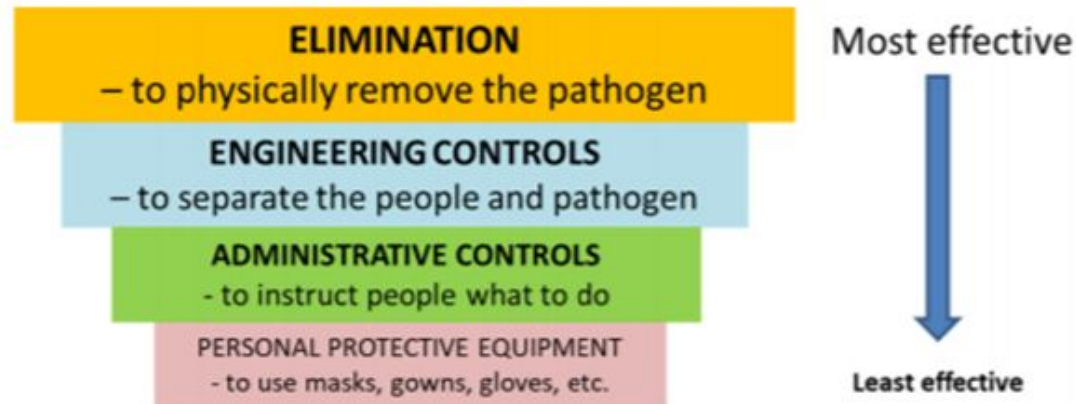 ELIMINATION
– to physically remove the pathogen
Most effective
ENGINEERING CONTROLS
– to separate the people and pathogen
ADMINISTRATIVE CONTROLS
- to instruct people what to do
PERSONAL PROTECTIVE EQUIPMENT
- to use masks, gowns, gloves, etc.
Least effective